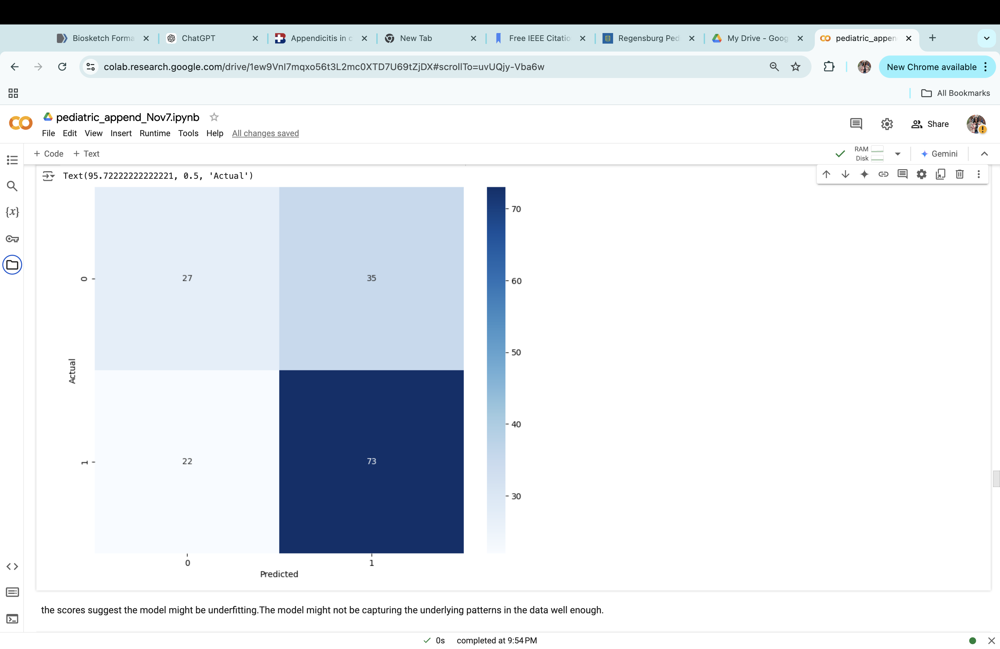 Biosketch Forma
ChatGPT
Appendicitis in c
New Tab
Free IEEE Citatio
Regensburg Ped
My Drive - Goog
pediatric_appen
colab.research.google.com/drive/1ew9VnI7mqxo56t3L2mc0XTD7U69tZjDX#scrollTo=uvUQjy-Vba6w
New Chrome available
All Bookmarks
pediatric_append_Nov7.ipynb
File Edit View Insert Runtime Tools Help All changes saved
Share
+ Code + Text
RAM
Disk
Gemini
Text(95.72222222222221, 0.5, 'Actual')
{x}
70
60
50
40
30
0
27 35
Actual
1
22 73
0 1
Predicted
the scores suggest the model might be underfitting.The model might not be capturing the underlying patterns in the data well enough.
0s completed at 9:54 PM